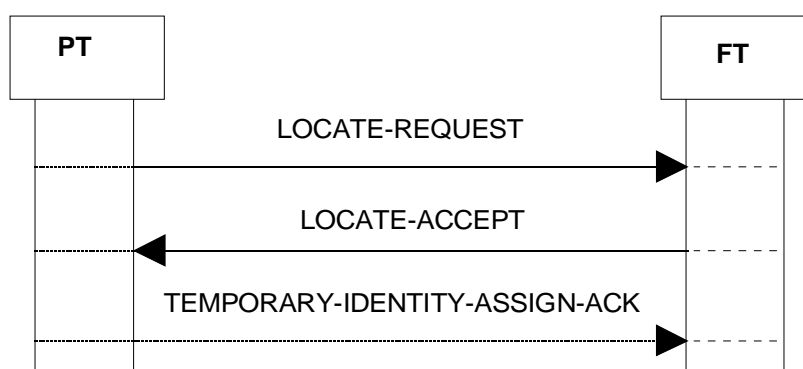 PT
FT
LOCATE-REQUEST
LOCATE-ACCEPT
TEMPORARY-IDENTITY-ASSIGN-ACK